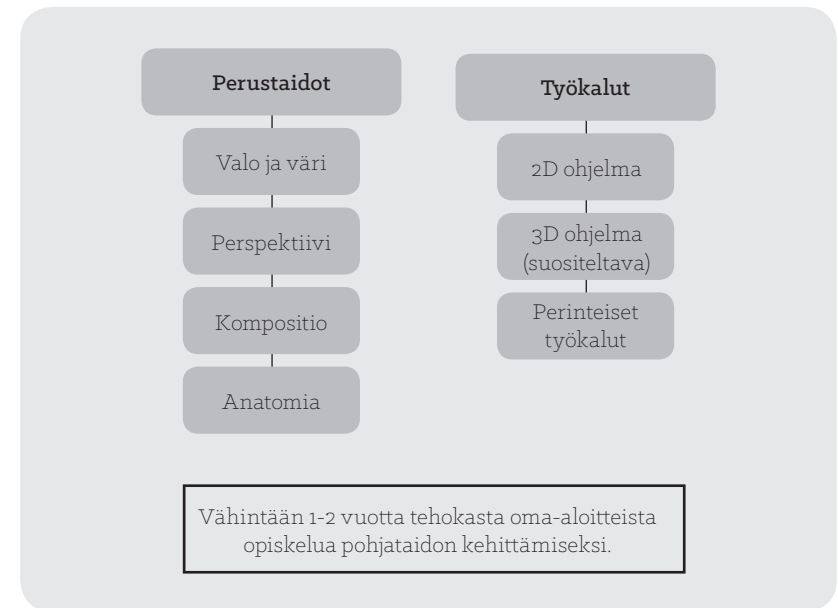 Perustaidot
Valo ja väri
Perspektiivi
Kompositio
Anatomia
Työkalut
2D ohjelma
3D ohjelma
(suositeltava)
Perinteiset
työkalut
Vähintään 1-2 vuotta tehokasta oma-aloitteista
opiskelua pohjataidon kehittämiseksi.